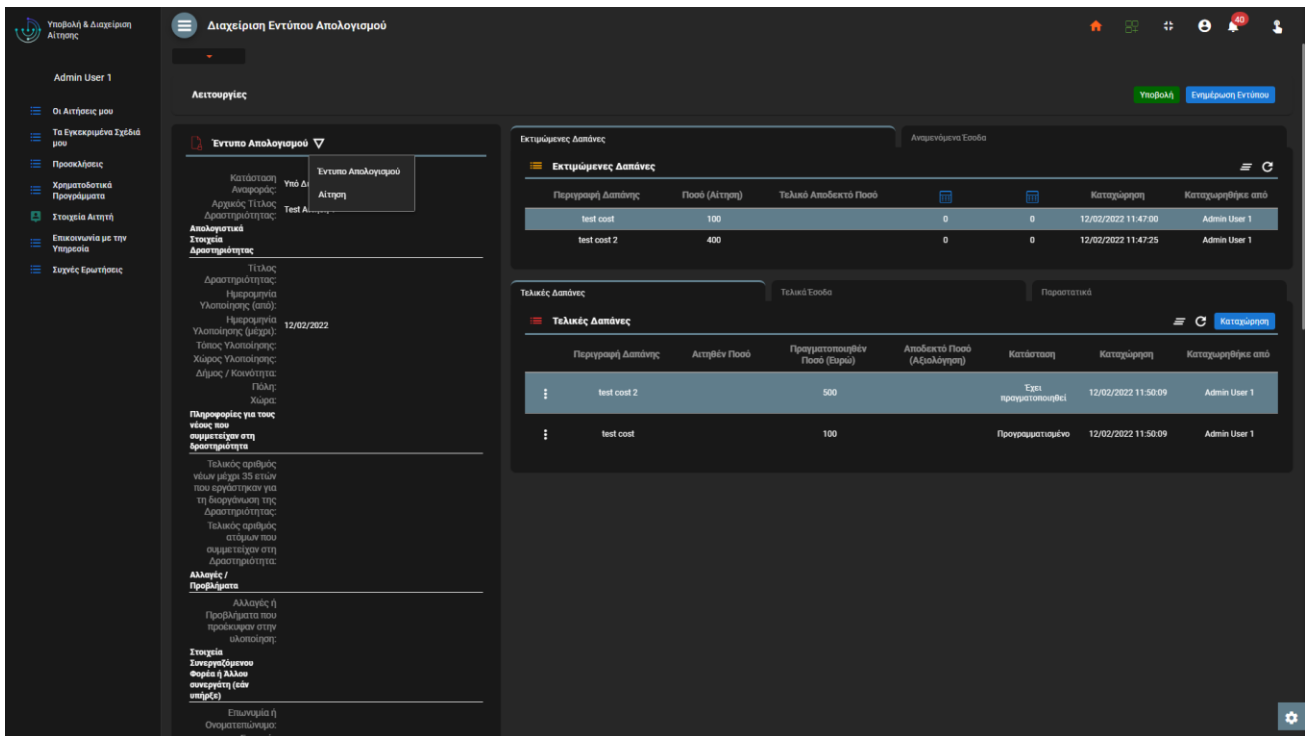 Υποβολή & Διαχείριση
Αίτησης
Διαχείριση Εντύπου Απολογισμού
40
Admin User 1
Οι Αιτήσεις μου
Τα Εγκεκριμένα Σχέδιά
μου
Προσκλήσεις
Χρηματοδοτικά
Προγράμματα
Στοιχεία Αιτητή
Επικοινωνία με την
Υπηρεσία
Συχνές Ερωτήσεις
Λειτουργίες
Υποβολή
Ενημέρωση Εντύπου
Έντυπο Απολογισμού
Έντυπο Απολογισμού
Αίτηση
Κατάσταση
Αναφοράς:
Υπό
Αρχικός Τίτλος
Δραστηριότητας:
Test
Απολογιστικά
Στοιχεία
Δραστηριότητας
Τίτλος
Δραστηριότητας:
Ημερομηνία
Υλοποίησης (από):
Ημερομηνία
Υλοποίησης (μέχρι):
12/02/2022
Τόπος Υλοποίησης:
Χώρος Υλοποίησης:
Δήμος / Κοινότητα:
Πόλη:
Χώρα:
Πληροφορίες για τους
νέους που
συμμετείχαν στη
δραστηριότητα
Τελικός αριθμός
νέων μέχρι 35 ετών
που εργάστηκαν για
τη διοργάνωση της
Δραστηριότητας:
Τελικός αριθμός
ατόμων που
συμμετείχαν στη
Δραστηριότητα:
Αλλαγές /
Προβλήματα
Αλλαγές ή
Προβλήματα που
προέκυψαν στην
υλοποίηση:
Στοιχεία
Συνεργαζόμενου
Φορέα ή Άλλου
συνεργάτη (εάν
υπήρξε)
Επωνυμία ή
Ονοματεπώνυμο:
Εκτιμώμενες Δαπάνες
Αναμενόμενα Έσοδα
Εκτιμώμενες Δαπάνες
Περιγραφή Δαπάνης Ποσό (Αίτηση) Τελικό Αποδεκτό Ποσό Καταχώρηση Καταχωρήθηκε από
test cost 100 0 0 12/02/2022 11:47:00 Admin User 1
test cost 2 400 0 0 12/02/2022 11:47:25 Admin User 1
Τελικές Δαπάνες
Τελικά Έσοδα
Παραστατικά
Τελικές Δαπάνες
Καταχώρηση
Περιγραφή Δαπάνης Αιτηθέν Ποσό Πραγματοποιηθέν
Ποσό (Ευρώ) Αποδεκτό Ποσό
(Αξιολόγηση) Κατάσταση Καταχώρηση Καταχωρήθηκε από
test cost 2 500 Έχει
πραγματοποιηθεί 12/02/2022 11:50:09 Admin User 1
test cost 100 Προγραμματισμένο 12/02/2022 11:50:09 Admin User 1